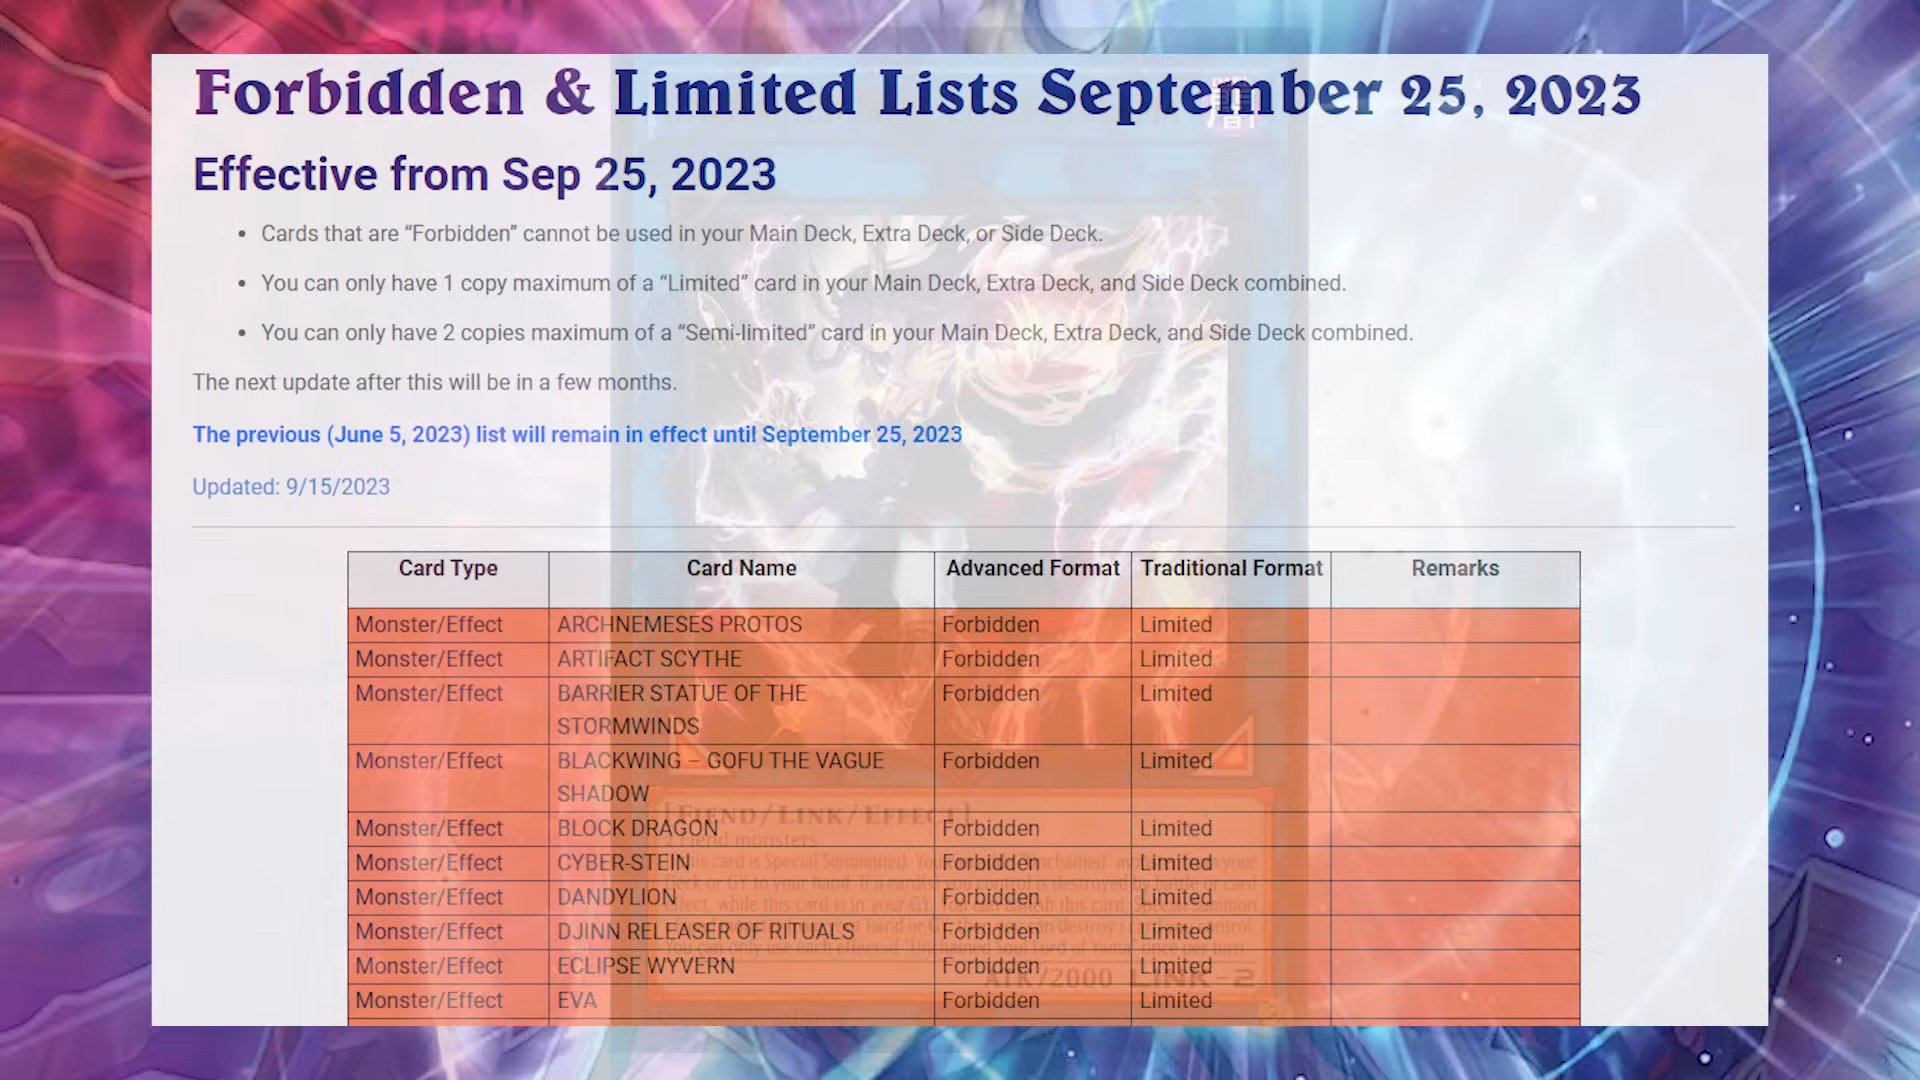 Forbidden & Limited Lists September 25, 2023
Effective from Sep 25, 2023
• Cards that are “Forbidden” cannot be used in your Main Deck, Extra Deck, or Side Deck.
• You can only have 1 copy maximum of a “Limited” card in your Main Deck, Extra Deck, and Side Deck combined.
• You can only have 2 copies maximum of a “Semi-limited” card in your Main Deck, Extra Deck, and Side Deck combined.
The next update after this will be in a few months.
The previous (June 5, 2023) list will remain in effect until September 25, 2023
Updated: 9/15/2023
Card Type Card Name Advanced Format Traditional Format Remarks
Monster/Effect ARCHNEMESES PROTOS Forbidden Limited
Monster/Effect ARTIFACT SCYTHE Forbidden Limited
Monster/Effect BARRIER STATUE OF THE Forbidden Limited
STORMWINDS
Monster/Effect BLACKWING – GOFU THE VAGUE Forbidden Limited
SHADOW
[FIEND/LINK/EFFECT]
Monster/Effect BLOCK DRAGON Forbidden Limited
Monster/Effect CYBER-STEIN Forbidden Limited
Monster/Effect DANDYLION Forbidden Limited
Monster/Effect DJINN RELEASER OF RITUALS Forbidden Limited
Monster/Effect ECLIPSE WYVERN Forbidden Limited
ATK/2000 LINK-2
Monster/Effect EVA Forbidden Limited